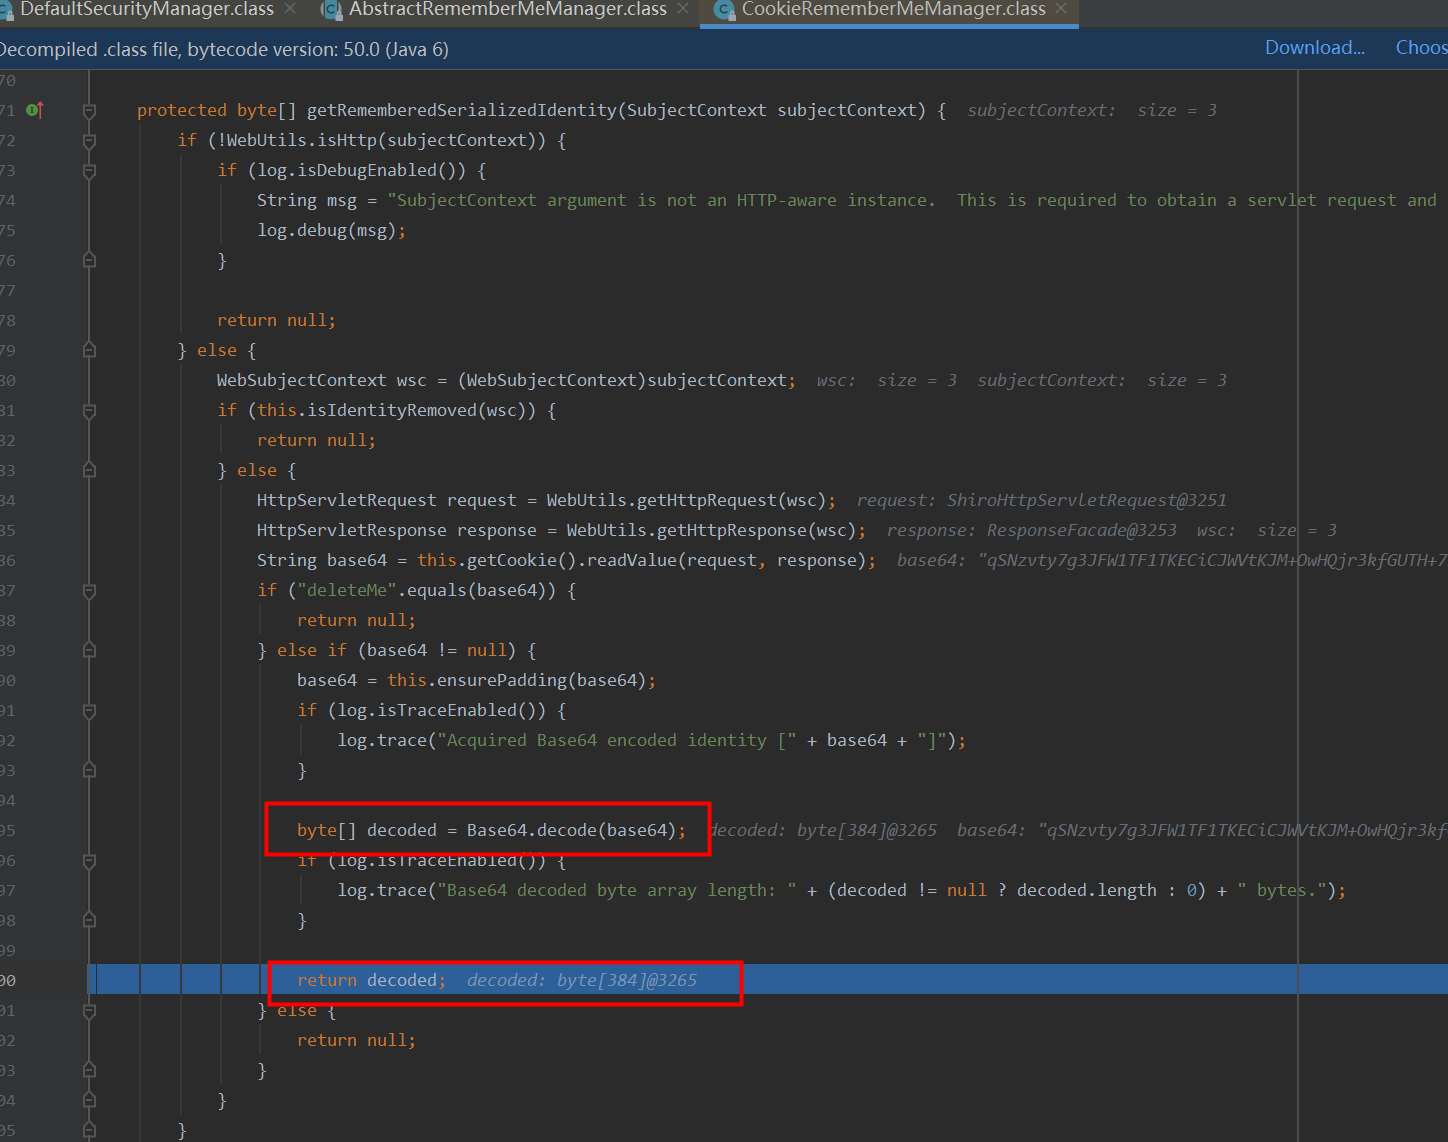 DefaultSecurityManager.class × AbstractRememberMeManager.class × CookieRememberMeManager.class ×
Decompiled .class file, bytecode version: 50.0 (Java 6) Download... Choos
70
71 protected byte[] getRememberedSerializedIdentity(SubjectContext subjectContext) { subjectContext: size = 3
72 if (!WebUtils.isHttp(subjectContext)) {
73 if (log.isDebugEnabled()) {
74 String msg = "SubjectContext argument is not an HTTP-aware instance.  This is required to obtain a servlet request and
75 log.debug(msg);
76 }
77
78 return null;
79 } else {
80 WebSubjectContext wsc = (WebSubjectContext)subjectContext; wsc: size = 3 subjectContext: size = 3
81 if (this.isIdentityRemoved(wsc)) {
82 return null;
83 } else {
84 HttpServletRequest request = WebUtils.getHttpRequest(wsc); request: ShiroHttpServletRequest@3251
85 HttpServletResponse response = WebUtils.getHttpResponse(wsc); response: ResponseFacade@3253 wsc: size = 3
86 String base64 = this.getCookie().readValue(request, response); base64: "qSNzvty7g3JFW1TF1TKECiCJWVtKJM+OwHQjr3kfGUTH+7
87 if ("deleteMe".equals(base64)) {
88 return null;
89 } else if (base64 != null) {
90 base64 = this.ensurePadding(base64);
91 if (log.isTraceEnabled()) {
92 log.trace("Acquired Base64 encoded identity [" + base64 + "]");
93 }
94
95 byte[] decoded = Base64.decode(base64); decoded: byte[384]@3265 base64: "qSNzvty7g3JFW1TF1TKECiCJWVtKJM+OwHQjr3kf
96 if (log.isTraceEnabled()) {
97 log.trace("Base64 decoded byte array length: " + (decoded != null ? decoded.length : 0) + " bytes.");
98 }
99
00 return decoded; decoded: byte[384]@3265
01 } else {
02 return null;
03 }
04 }
05 }